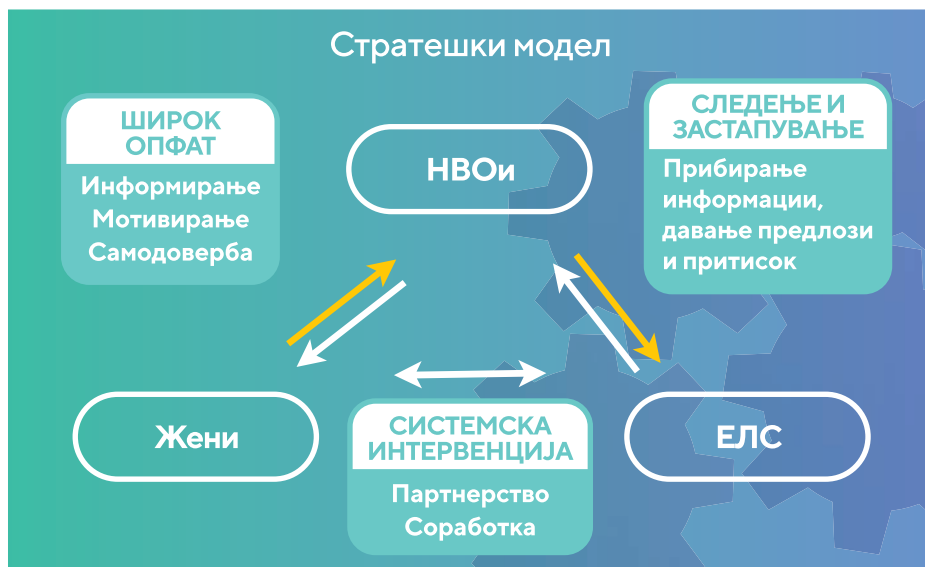 Стратешки модел
ШИРОК
ОПФАТ
Информирање
Мотивирање
Самодоверба
НВОи
СЛЕДЕЊЕ И
ЗАСТАПУВАЊЕ
Прибирање
информации,
давање предлози
и притисок
Жени
СИСТЕМСКА
ИНТЕРВЕНЦИЈА
Партнерство
Соработка
ЕЛС